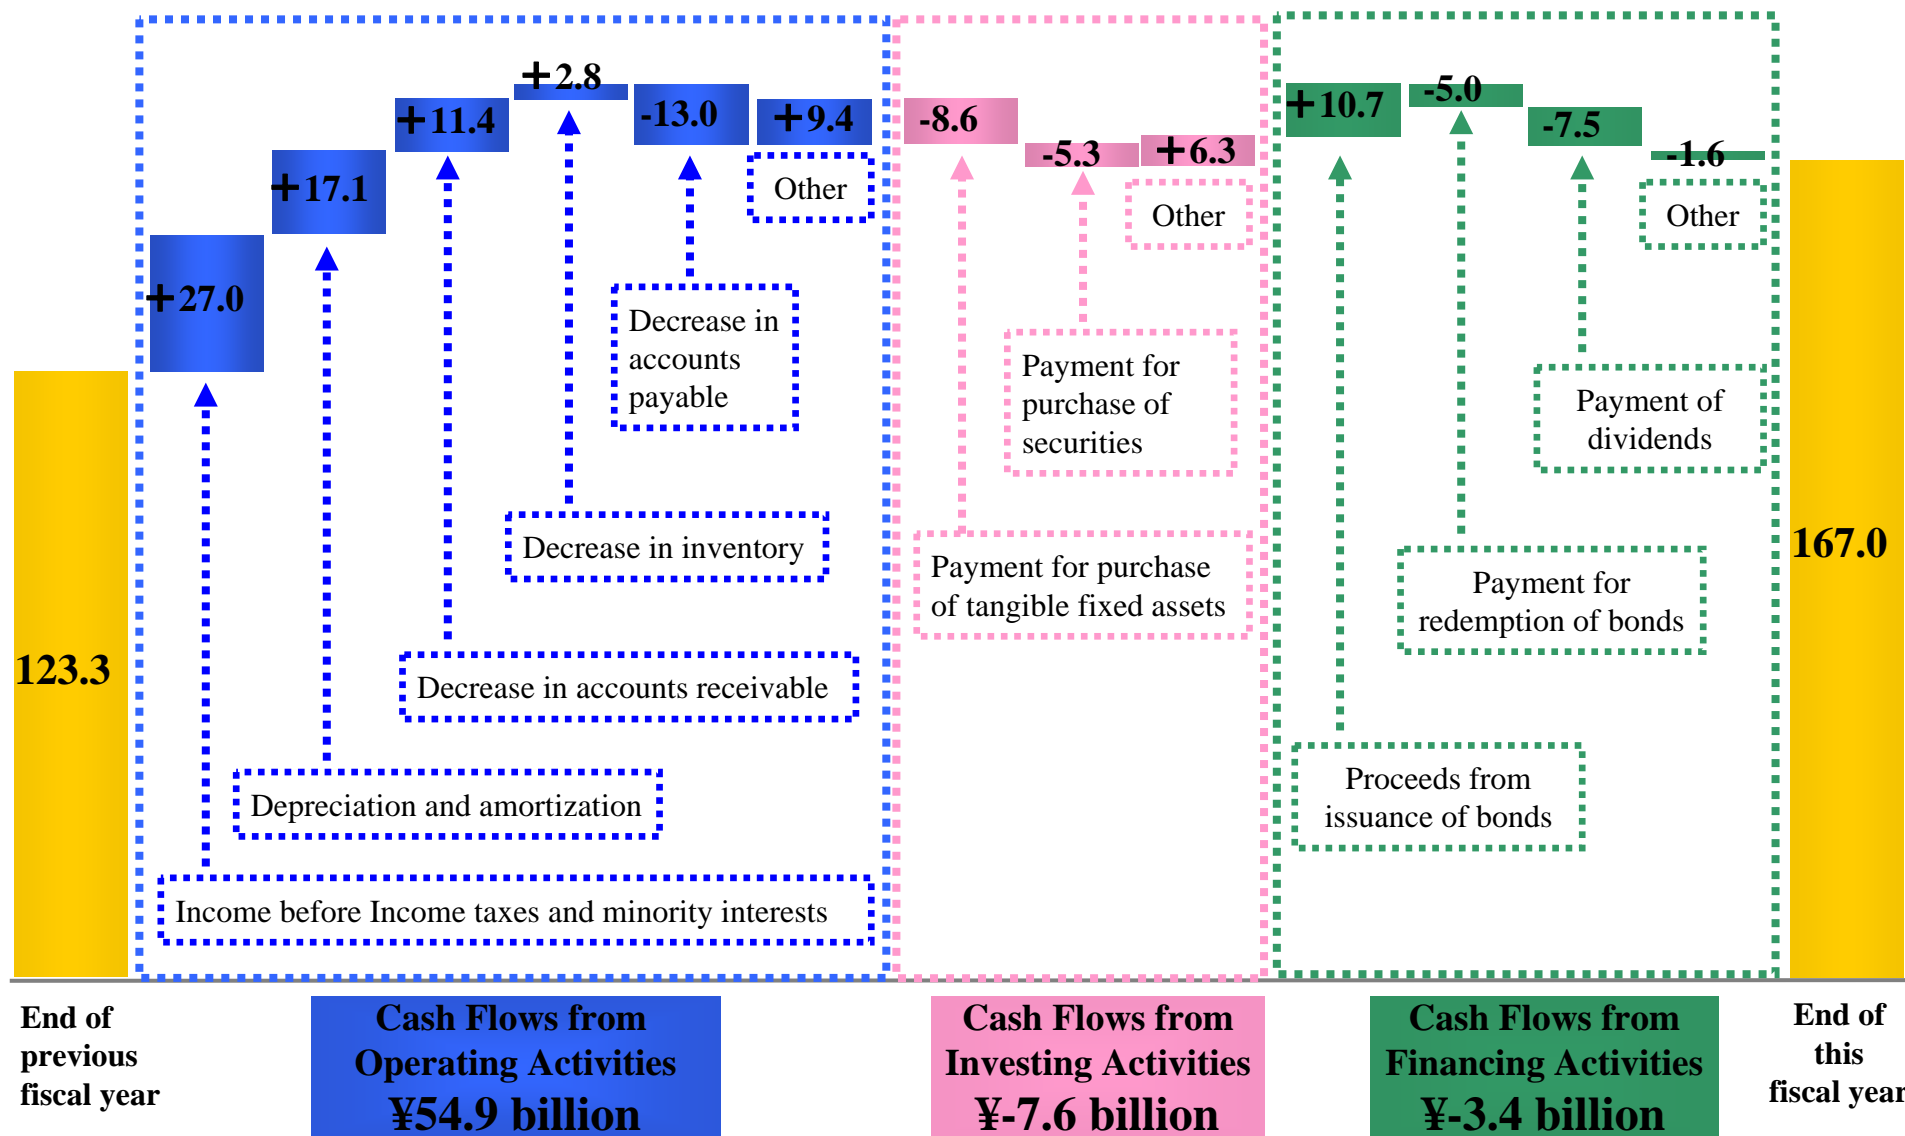 +2.8
+11.4
-13.0
+9.4
+17.1
+27.0
Other
Decrease in
accounts
payable
Decrease in inventory
Decrease in accounts receivable
Depreciation and amortization
Income before Income taxes and minority interests
-8.6
-5.3
+6.3
Other
Payment for
purchase of
securities
Payment for purchase
of tangible fixed assets
+10.7
-5.0
-7.5
-1.6
Other
Payment of
dividends
Payment for
redemption of bonds
Proceeds from
issuance of bonds
123.3
167.0
End of
previous
fiscal year
Cash Flows from
Operating Activities
¥54.9 billion
Cash Flows from
Investing Activities
¥-7.6 billion
Cash Flows from
Financing Activities
¥-3.4 billion
End of
this
fiscal year